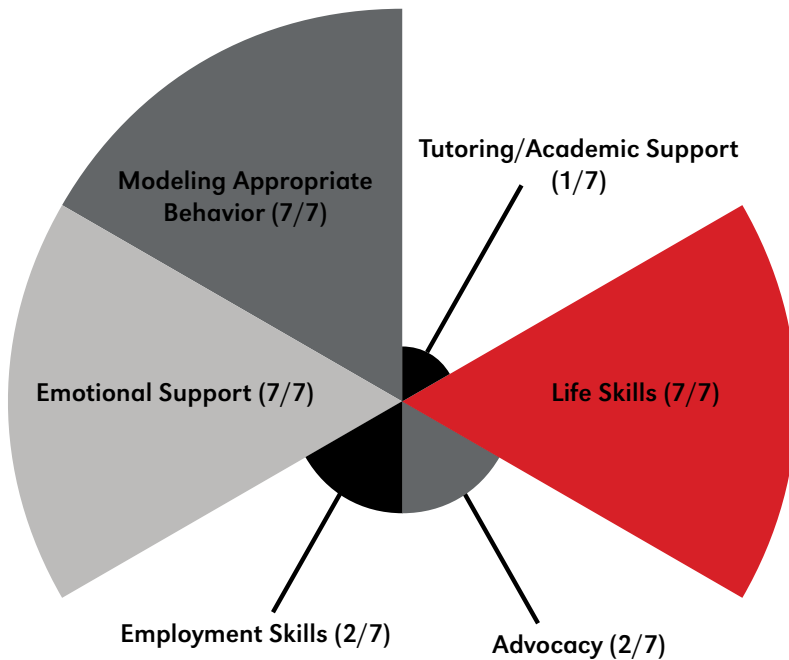 Tutoring/Academic Support
(1/7)
Modeling Appropriate
Behavior (7/7)
Emotional Support (7/7)
Life Skills (7/7)
Employment Skills (2/7)
Advocacy (2/7)